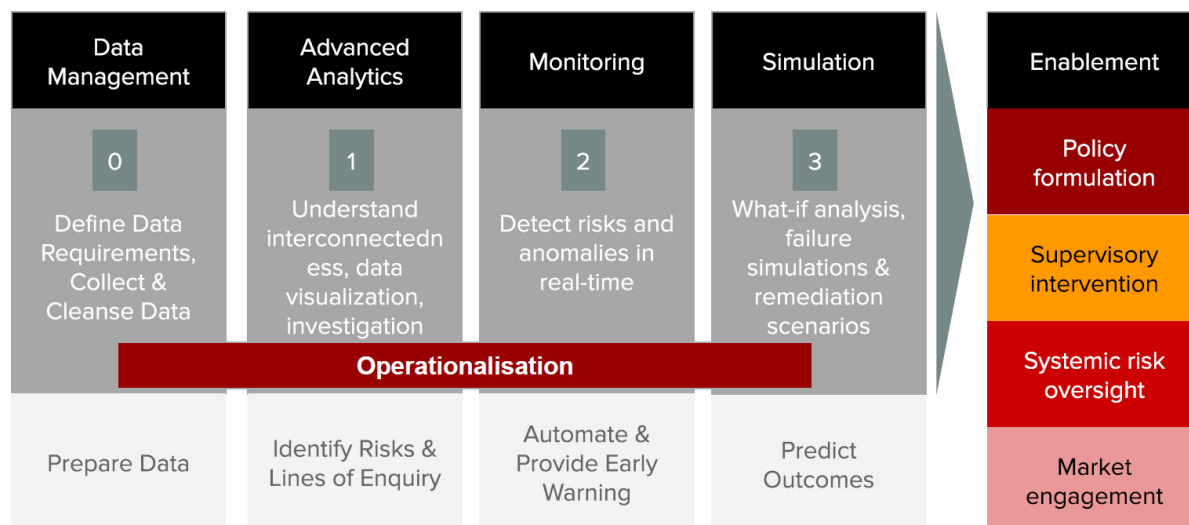 Data
Management
0
Define Data
Requirements,
Collect &
Cleanse Data
Prepare Data
Advanced
Analytics
1
Understand
interconnectedn
ess, data
visualization,
investigation
Identify Risks &
Lines of Enquiry
Monitoring
2
Detect risks and
anomalies in
real-time
Automate &
Provide Early
Warning
Simulation
3
What-if analysis,
failure
simulations &
remediation
scenarios
Predict
Outcomes
Operationalisation
Enablement
Policy
formulation
Supervisory
intervention
Systemic risk
oversight
Market
engagement